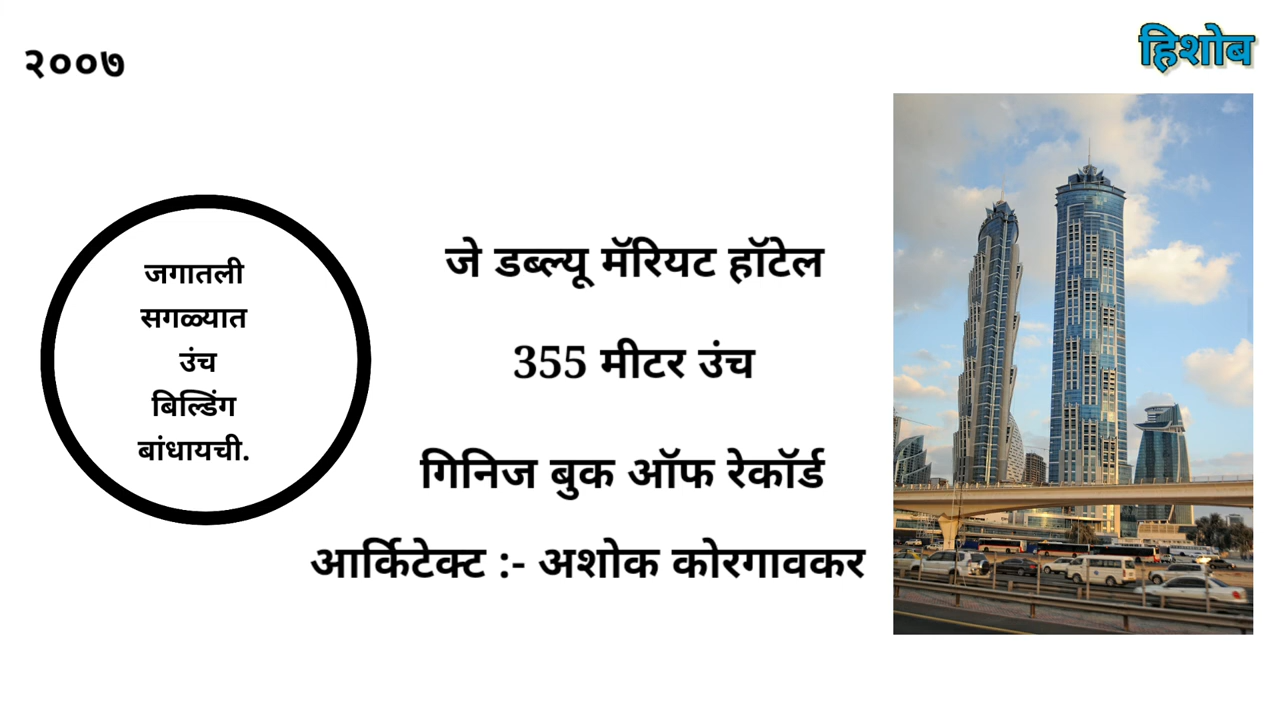 २००७
हिशोब
जगातली
सगळ्यात
उंच
बिल्डिंग
बांधायची.
जे डब्ल्यू मॅरियट हॉटेल
355 मीटर उंच
गिनिज बुक ऑफ रेकॉर्ड
आर्किटेक्ट :- अशोक कोरगावकर